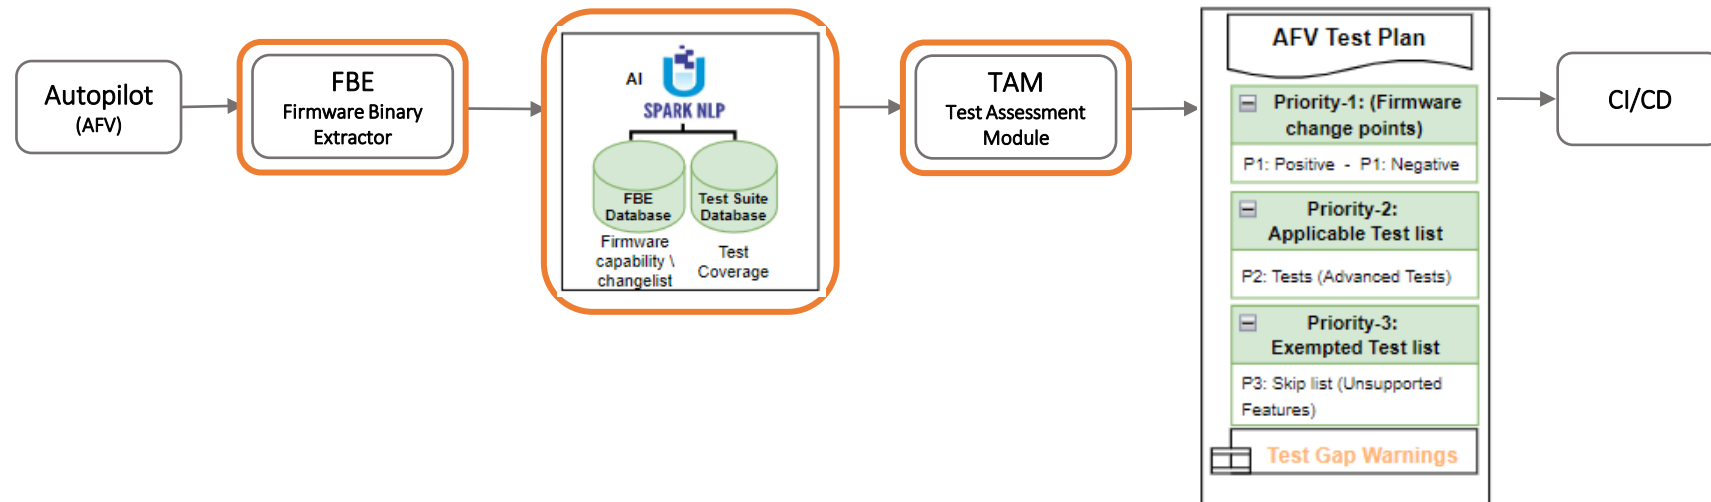 Autopilot
(AFV)
FBE
Firmware Binary
Extractor
AI
SPARK NLP
FBE
Database
Test Suite
Database
Firmware
capability \
changelist
Test
Coverage
TAM
Test Assessment
Module
AFV Test Plan
Priority-1: (Firmware
change points)
P1: Positive - P1: Negative
Priority-2:
Applicable Test list
P2: Tests (Advanced Tests)
Priority-3:
Exempted Test list
P3: Skip list (Unsupported
Features)
Test Gap Warnings
CI/CD